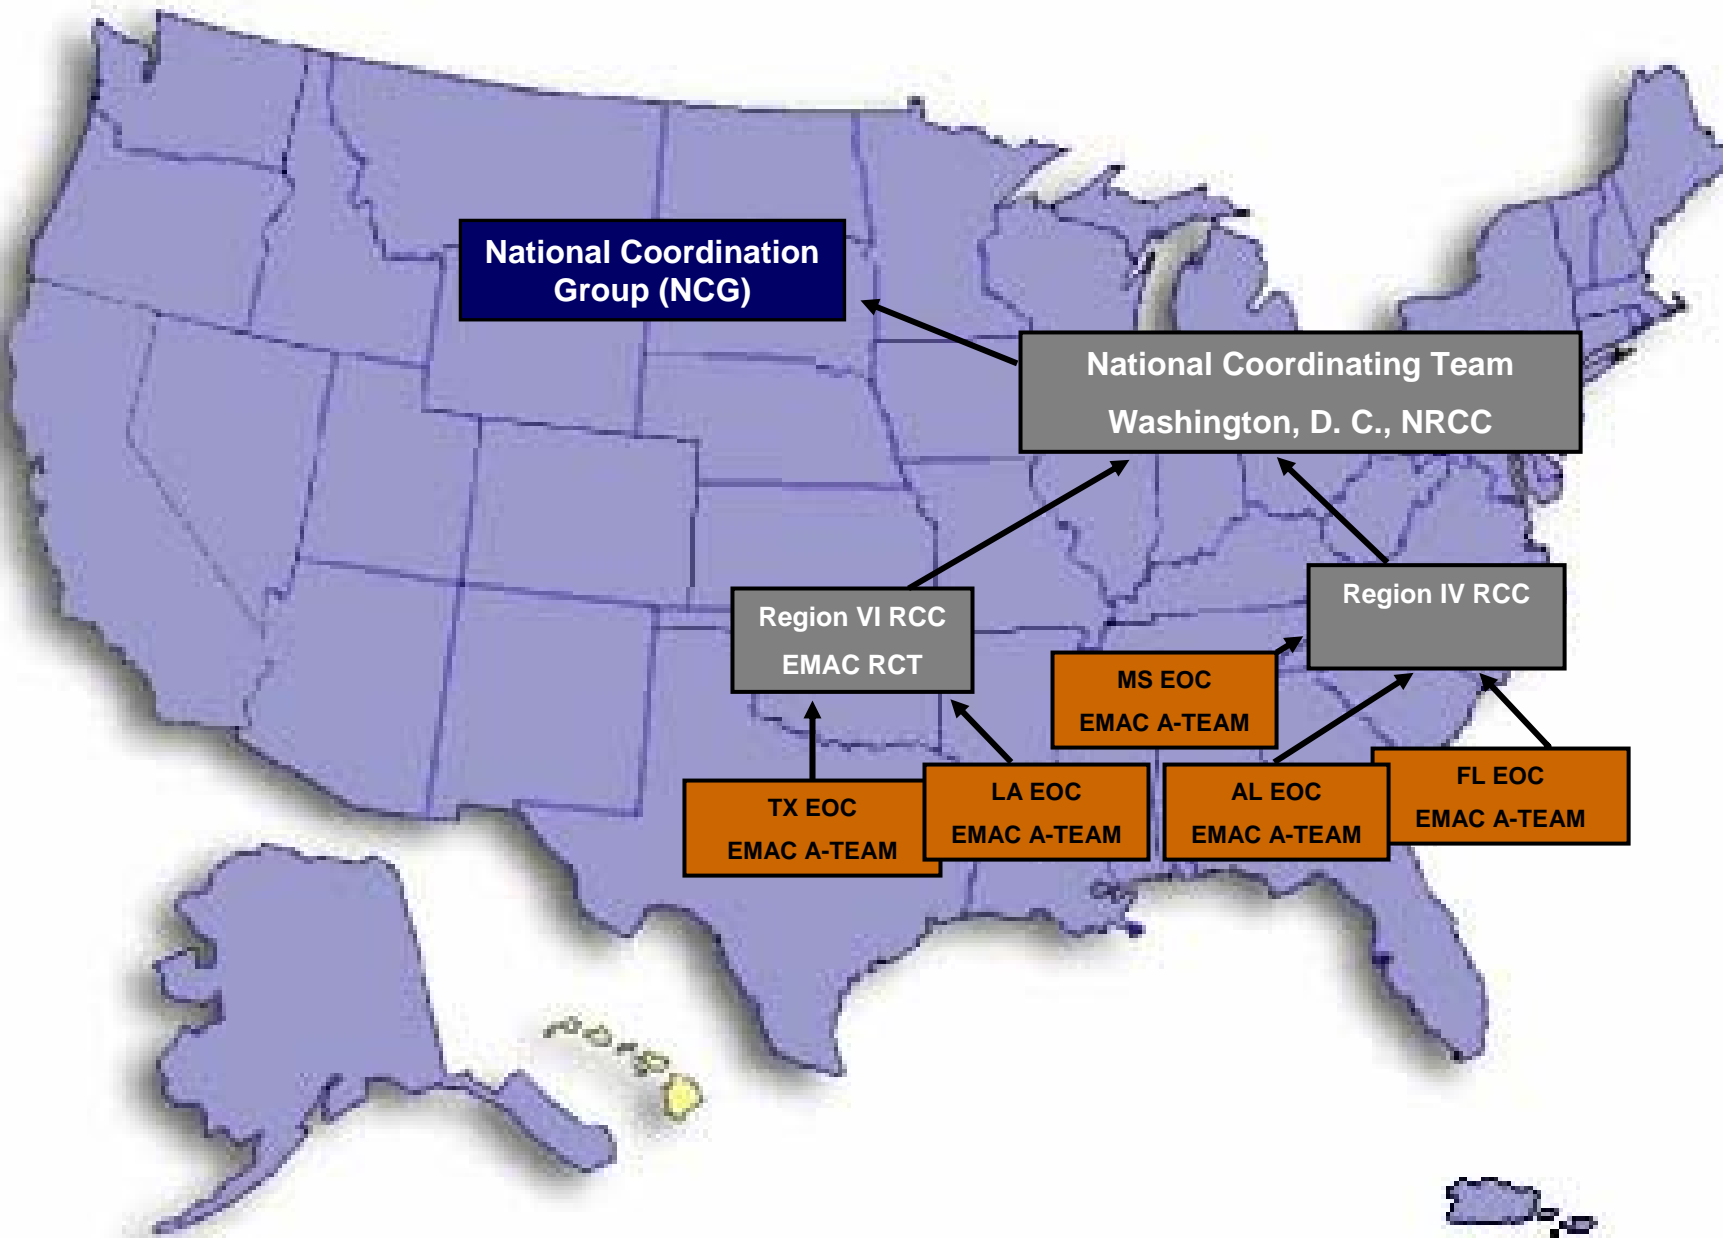 National Coordination
Group (NCG)
National Coordinating Team
Washington, D. C., NRCC
Region VI RCC
EMAC RCT
Region IV RCC
MS EOC
EMAC A-TEAM
TX EOC
EMAC A-TEAM
LA EOC
EMAC A-TEAM
AL EOC
EMAC A-TEAM
FL EOC
EMAC A-TEAM